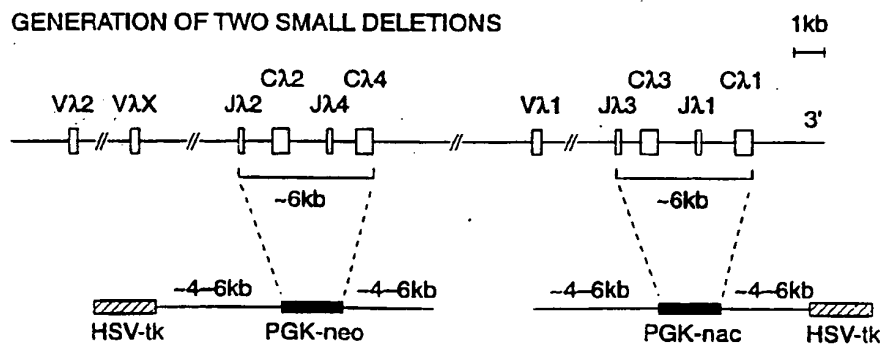 GENERATION OF TWO SMALL DELETIONS
1kb
Vλ2 VλX Jλ2 Cλ2 Jλ4 Cλ4 Vλ1 Jλ3 Cλ3 Jλ1 Cλ1 3'
~6kb ~6kb
~4–6kb ~4–6kb ~4–6kb ~4–6kb
HSV-tk PGK-neo PGK-nac HSV-tk